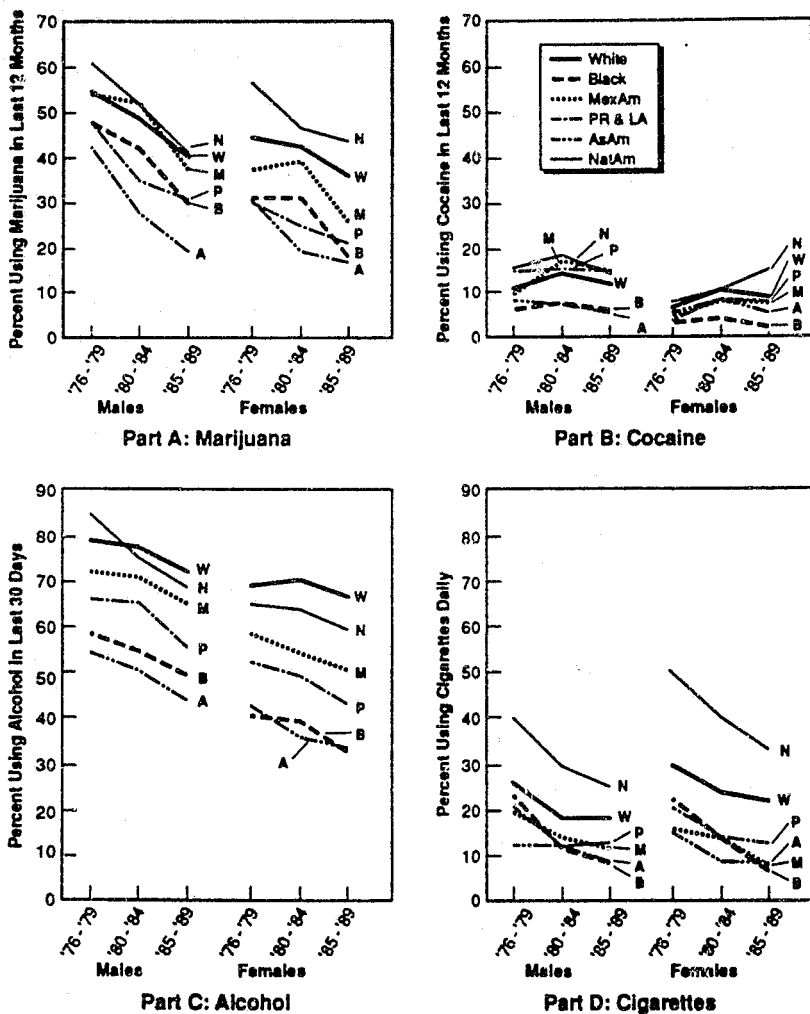 Percent Using Marijuana in Last 12 Months
70
60
50
40
30
20
10
0
N
W
M
P
B
A
N
W
M
P
B
A
'76 - '79
'80 - '84
'85 - '89
'76 - '79
'80 - '84
'85 - '89
Males
Females
Part A: Marijuana
Percent Using Cocaine in Last 12 Months
70
60
50
40
30
20
10
0
White
Black
MexAm
PR & LA
AsAm
NatAm
M
N
P
W
B
A
N
W
P
M
A
B
'76 - '79
'80 - '84
'85 - '89
'76 - '79
'80 - '84
'85 - '89
Males
Females
Part B: Cocaine
Percent Using Alcohol in Last 30 Days
90
80
70
60
50
40
30
20
10
0
W
N
M
P
B
A
W
N
M
P
B
A
'76 - '79
'80 - '84
'85 - '89
'76 - '79
'80 - '84
'85 - '89
Males
Females
Part C: Alcohol
Percent Using Cigarettes Daily
90
80
70
60
50
40
30
20
10
0
N
W
P
M
A
B
N
W
P
A
M
B
'76 - '79
'80 - '84
'85 - '89
'76 - '79
'80 - '84
'85 - '89
Males
Females
Part D: Cigarettes